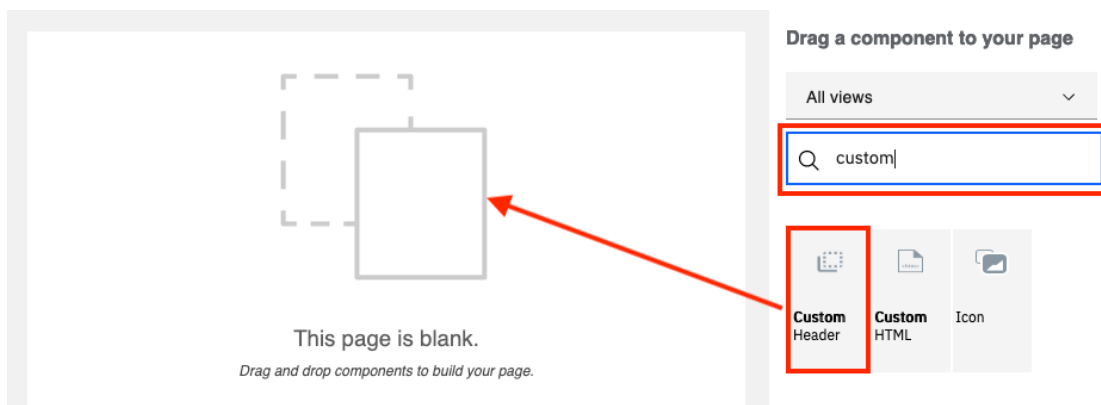 Drag a component to your page
All views
custom
Custom
Header
Custom
HTML
Icon
This page is blank.
Drag and drop components to build your page.